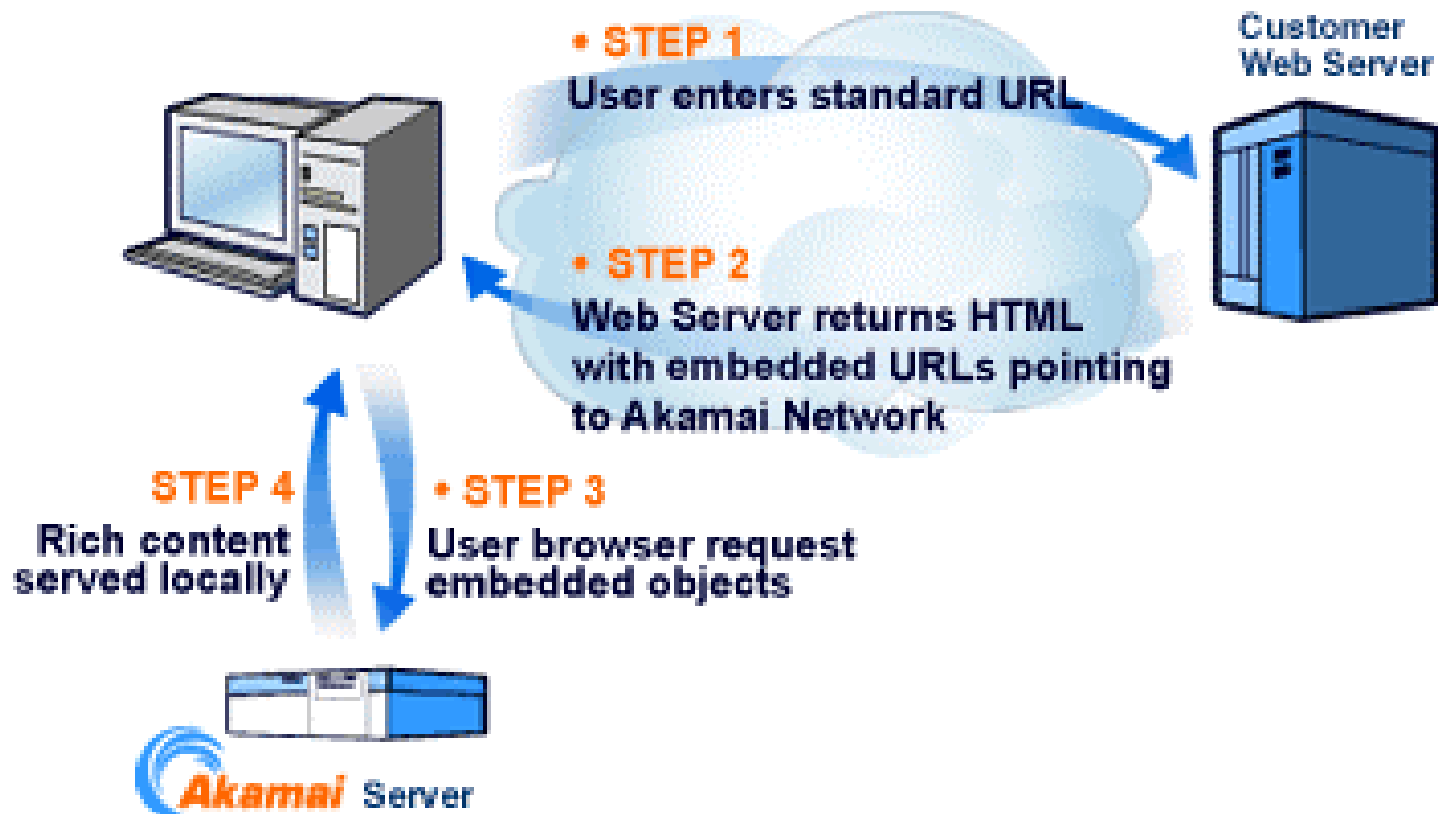 • STEP 1
User enters standard URL
Customer
Web Server
• STEP 2
Web Server returns HTML
with embedded URLs pointing
to Akamai Network
• STEP 3
User browser request
embedded objects
STEP 4
Rich content
served locally
Akamai Server